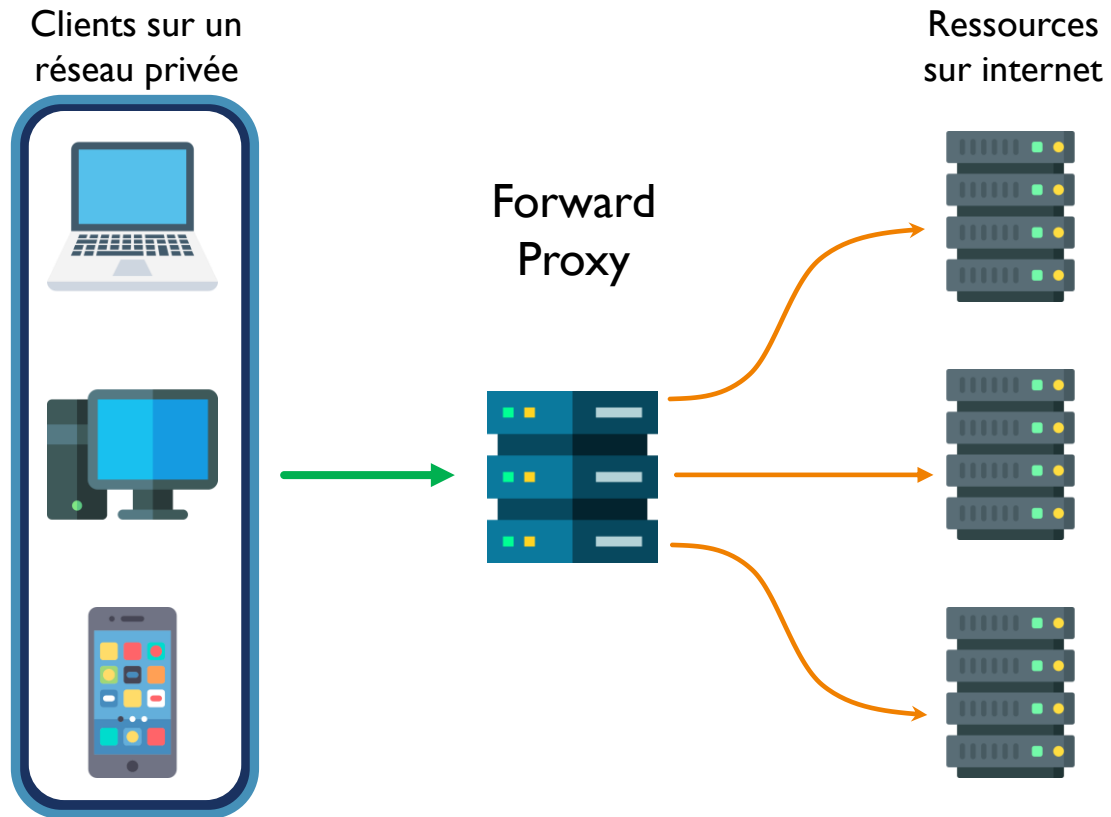 Clients sur un
réseau privée
Ressources
sur internet
Forward
Proxy